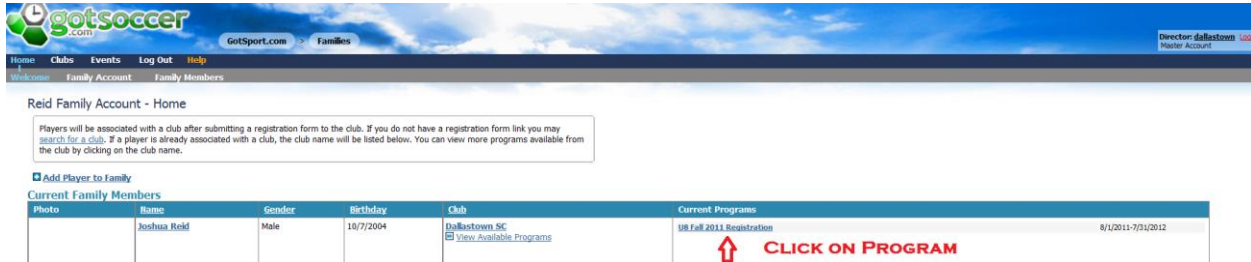 gotsoccer
.com
GotSport.com > Families
Director: dallastown Log
Master Account
Home Clubs Events Log Out Help
Welcome Family Account Family Members
Reid Family Account - Home
Players will be associated with a club after submitting a registration form to the club. If you do not have a registration form link you may
search for a club. If a player is already associated with a club, the club name will be listed below. You can view more programs available from
the club by clicking on the club name.
Add Player to Family
Current Family Members
Photo Name Gender Birthday Club Current Programs
Joshua Reid Male 10/7/2004 Dallastown SC U8 Fall 2011 Registration 8/1/2011-7/31/2012
View Available Programs
CLICK ON PROGRAM